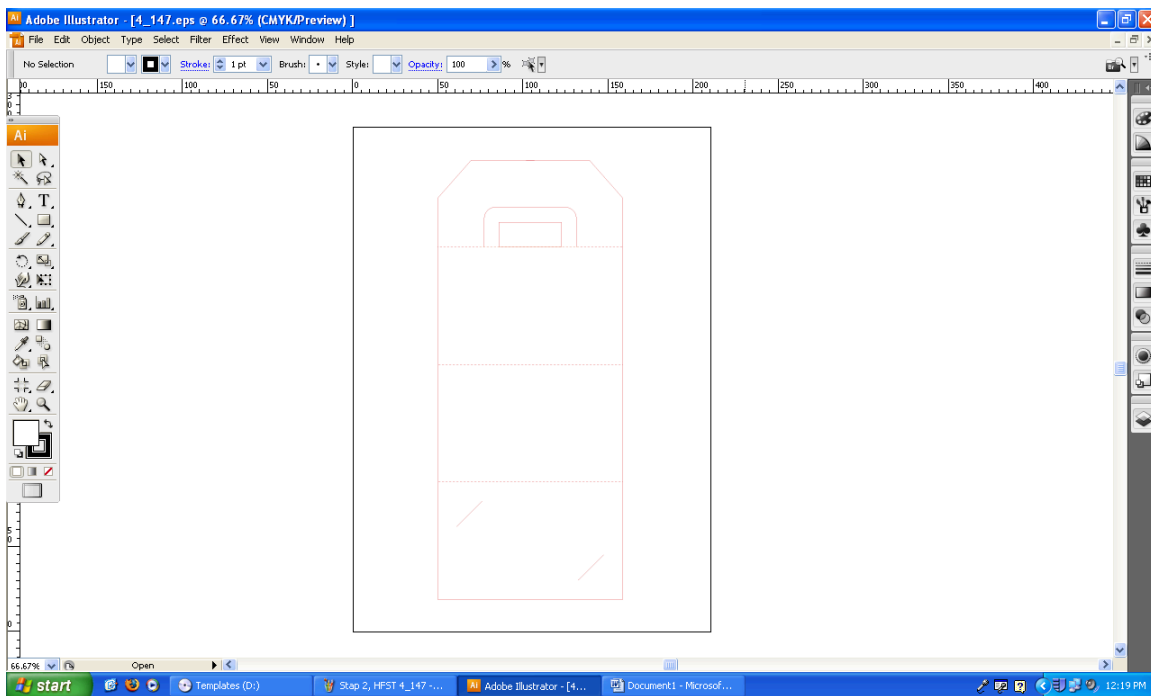 Adobe Illustrator - [4_147.eps @ 66.67% (CMYK/Preview) ]
File Edit Object Type Select Filter Effect View Window Help
No Selection Stroke: 1 pt Brush: Style: Opacity: 100 %
150 100 50 0 50 100 150 200 250 300 350 400
Ai
T
66.67% Open
start Templates (D:) Stap 2, HFST 4_147 -... Adobe Illustrator - [4... Document1 - Microsof... 12:19 PM